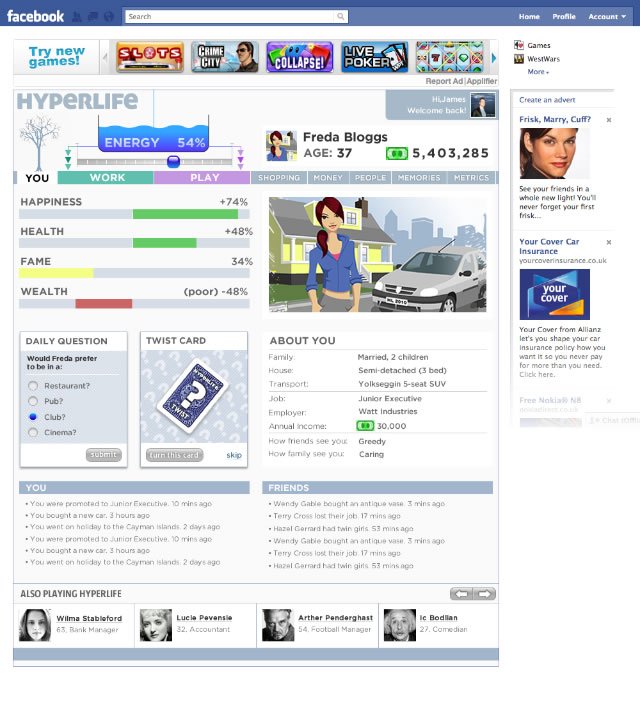 facebook
Search
Home Profile Account
Try new games!
SLOTS
CRIME CITY
COLLAPSE!
LIVE POKER
Report Ad | Applifier
Games
WestWars
More
HYPERLIFE
Hi, James
Welcome back!
ENERGY 54%
Freda Bloggs
AGE: 37 5,403,285
YOU WORK PLAY SHOPPING MONEY PEOPLE MEMORIES METRICS
HAPPINESS +74%
HEALTH +48%
FAME 34%
WEALTH (poor) -48%
HL 2010
DAILY QUESTION
Would Freda prefer
to be in a:
Restaurant?
Pub?
Club?
Cinema?
submit
TWIST CARD
HYPERLIFE
?
TWIST
turn this card skip
ABOUT YOU
Family: Married, 2 children
House: Semi-detached (3 bed)
Transport: Yolkseggin 5-seat SUV
Job: Junior Executive
Employer: Watt Industries
Annual Income: 30,000
How friends see you: Greedy
How family see you: Caring
YOU
• You were promoted to Junior Executive. 10 mins ago
• You bought a new car. 3 hours ago
• You went on holiday to the Cayman Islands. 2 days ago
• You were promoted to Junior Executive. 10 mins ago
• You bought a new car. 3 hours ago
• You went on holiday to the Cayman Islands. 2 days ago
FRIENDS
• Wendy Gable bought an antique vase. 3 mins ago
• Terry Cross lost their job. 17 mins ago
• Hazel Gerrard had twin girls. 53 mins ago
• Wendy Gable bought an antique vase. 3 mins ago
• Terry Cross lost their job. 17 mins ago
• Hazel Gerrard had twin girls. 53 mins ago
ALSO PLAYING HYPERLIFE
Wilma Stableford
63, Bank Manager
Lucie Pevensie
32, Accountant
Arther Penderghast
54, Football Manager
Ic Bodlian
27, Comedian
Create an advert
Frisk, Marry, Cuff?
See your friends in
a whole new light! You'll
never forget your first
frisk...
Your Cover Car
Insurance
yourcoverinsurance.co.uk
your cover
Your Cover from Allianz
let's you shape your car
insurance policy how you
want it so you never pay
for more than you need.
Click here.
Free Nokia® N8
Chat (Offline)